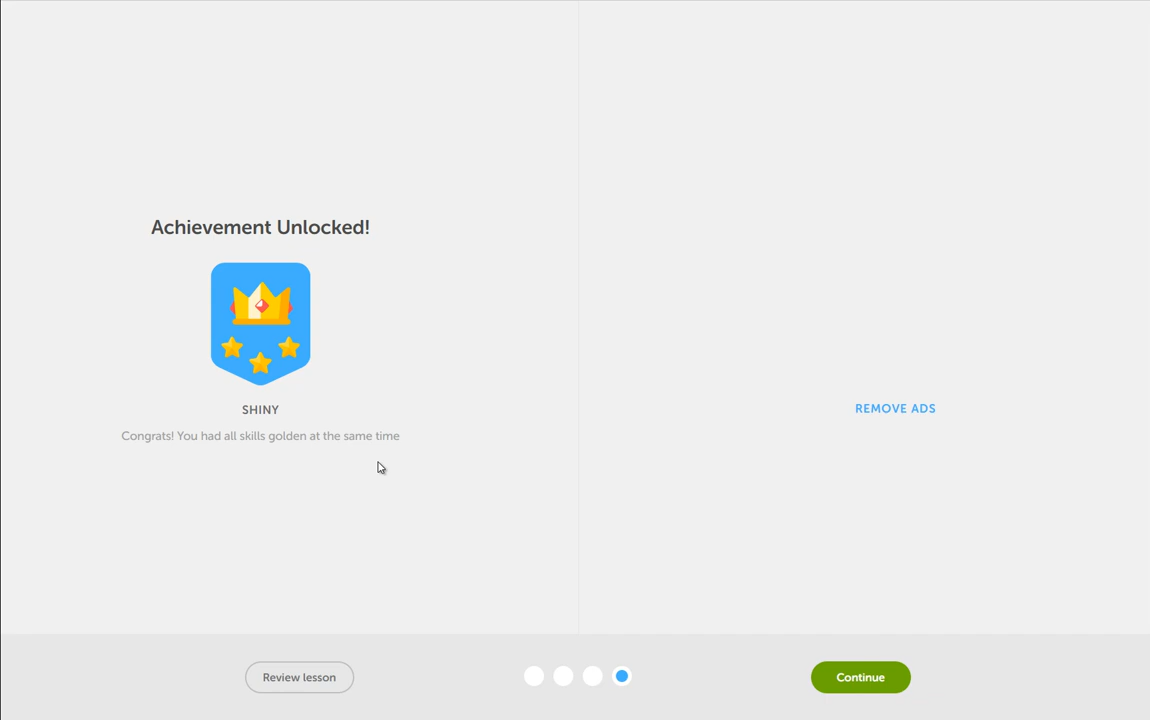 Achievement Unlocked!
SHINY
Congrats! You had all skills golden at the same time
REMOVE ADS
Review lesson
Continue